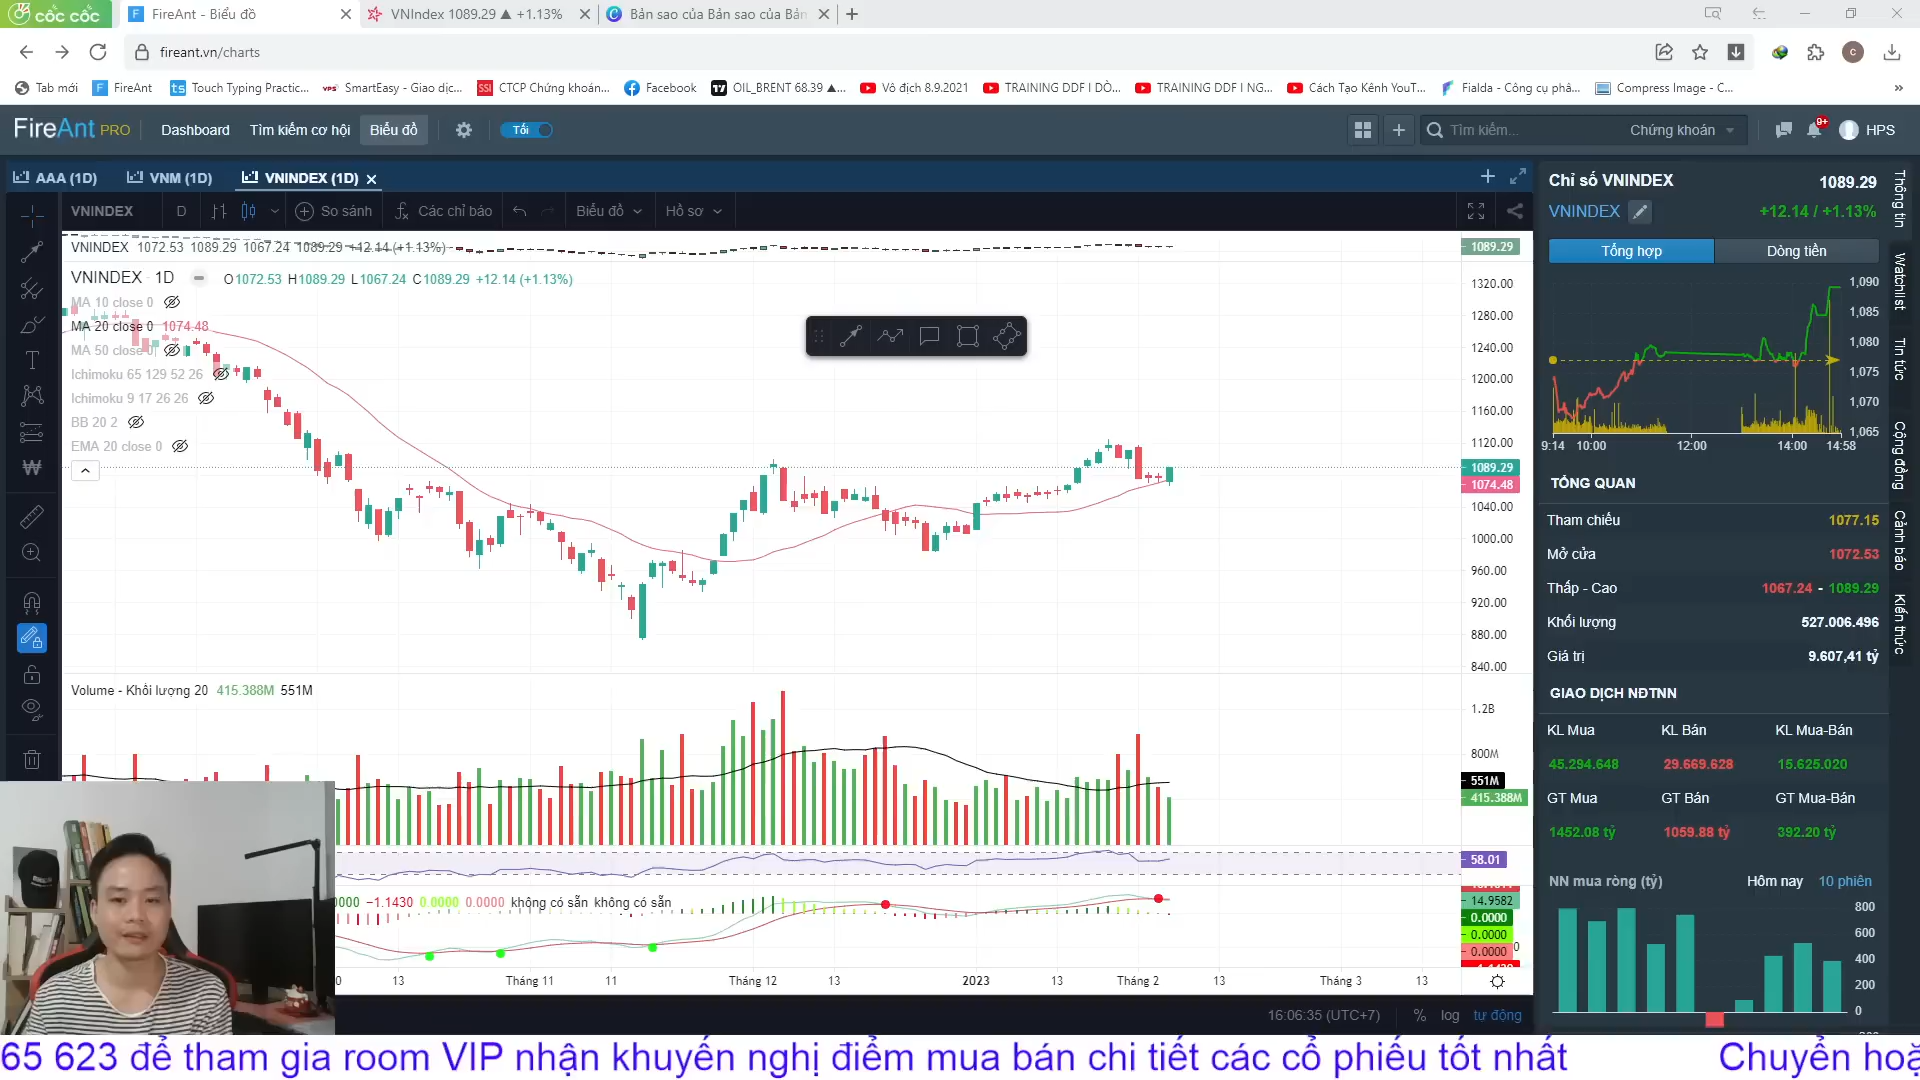 cốc cốc
FireAnt - Biểu đồ
VNIndex 1089.29 ▲ +1.13%
Bản sao của Bản sao của Bản
fireant.vn/charts
Tab mới
FireAnt
Touch Typing Practic...
SmartEasy - Giao dịc...
CTCP Chứng khoán...
Facebook
OIL_BRENT 68.39 ▲...
Vô địch 8.9.2021
TRAINING DDF I DÒ...
TRAINING DDF I NG...
Cách Tạo Kênh YouT...
Fialda - Công cụ phâ...
Compress Image - C...
FireAnt PRO
Dashboard
Tìm kiếm cơ hội
Biểu đồ
Tối
Tìm kiếm...
Chứng khoán
9+
HPS
AAA (1D)
VNM (1D)
VNINDEX (1D)
VNINDEX
D
So sánh
Các chỉ báo
Biểu đồ
Hồ sơ
VNINDEX 1072.53 1089.29 1067.24 1089.29 +12.14 (+1.13%)
VNINDEX · 1D
O1072.53 H1089.29 L1067.24 C1089.29 +12.14 (+1.13%)
MA 10 close 0
MA 20 close 0 1074.48
MA 50 close 0
Ichimoku 65 129 52 26
Ichimoku 9 17 26 26
BB 20 2
EMA 20 close 0
1089.29
1320.00
1280.00
1240.00
1200.00
1160.00
1120.00
1089.29
1074.48
1040.00
1000.00
960.00
920.00
880.00
840.00
Volume - Khối lượng 20 415.388M 551M
1.2B
800M
551M
415.388M
58.01
0000 −1.1430 0.0000 0.0000 không có sẵn không có sẵn
14.9582
0.0000
0.0000
0.0000
0
13
Tháng 11
11
Tháng 12
13
2023
13
Tháng 2
13
Tháng 3
13
16:06:35 (UTC+7)
%
log
tự động
Chỉ số VNINDEX
1089.29
VNINDEX
+12.14 / +1.13%
Tổng hợp
Dòng tiền
1,090
1,085
1,080
1,075
1,070
1,065
9:14
10:00
12:00
14:00
14:58
TỔNG QUAN
Tham chiếu
1077.15
Mở cửa
1072.53
Thấp - Cao
1067.24 - 1089.29
Khối lượng
527.006.496
Giá trị
9.607,41 tỷ
GIAO DỊCH NĐTNN
KL Mua
KL Bán
KL Mua-Bán
45.294.648
29.669.628
15.625.020
GT Mua
GT Bán
GT Mua-Bán
1452.08 tỷ
1059.88 tỷ
392.20 tỷ
NN mua ròng (tỷ)
Hôm nay
10 phiên
800
600
400
200
0
Thông tin
Watchlist
Tin tức
Cộng đồng
Cảnh báo
Kiến thức
65 623 để tham gia room VIP nhận khuyến nghị điểm mua bán chi tiết các cổ phiếu tốt nhất
Chuyển hoặ